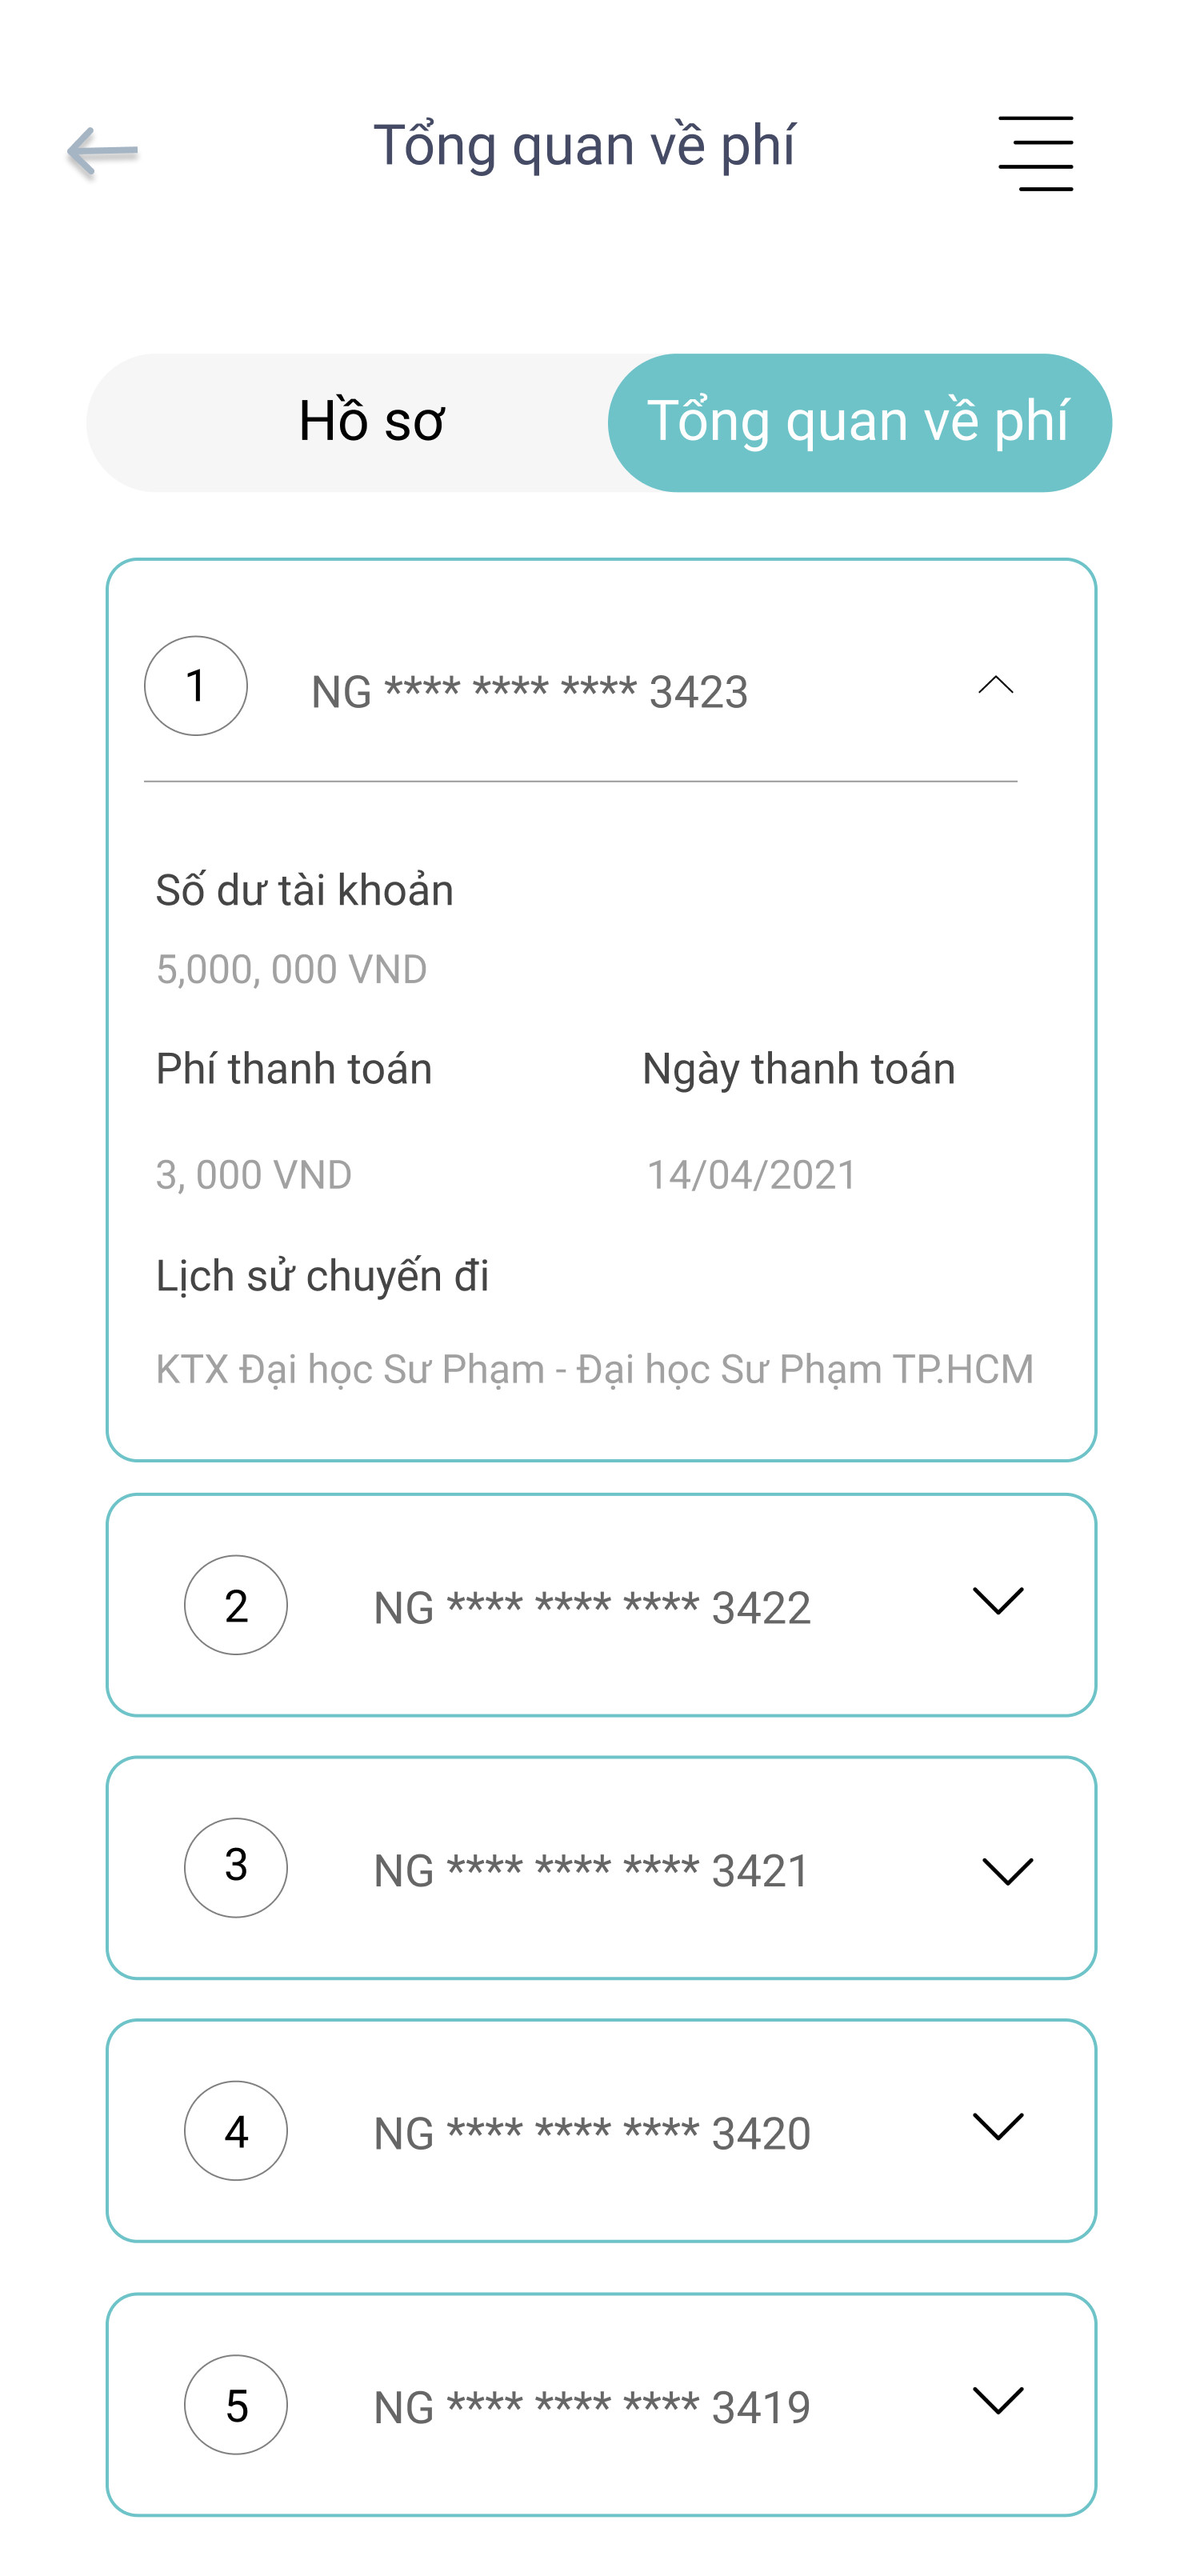 Tổng quan về phí
Hồ sơ
Tổng quan về phí
1
NG **** **** **** 3423
Số dư tài khoản
5,000, 000 VND
Phí thanh toán
Ngày thanh toán
3, 000 VND
14/04/2021
Lịch sử chuyến đi
KTX Đại học Sư Phạm - Đại học Sư Phạm TP.HCM
2
NG **** **** **** 3422
3
NG **** **** **** 3421
4
NG **** **** **** 3420
5
NG **** **** **** 3419